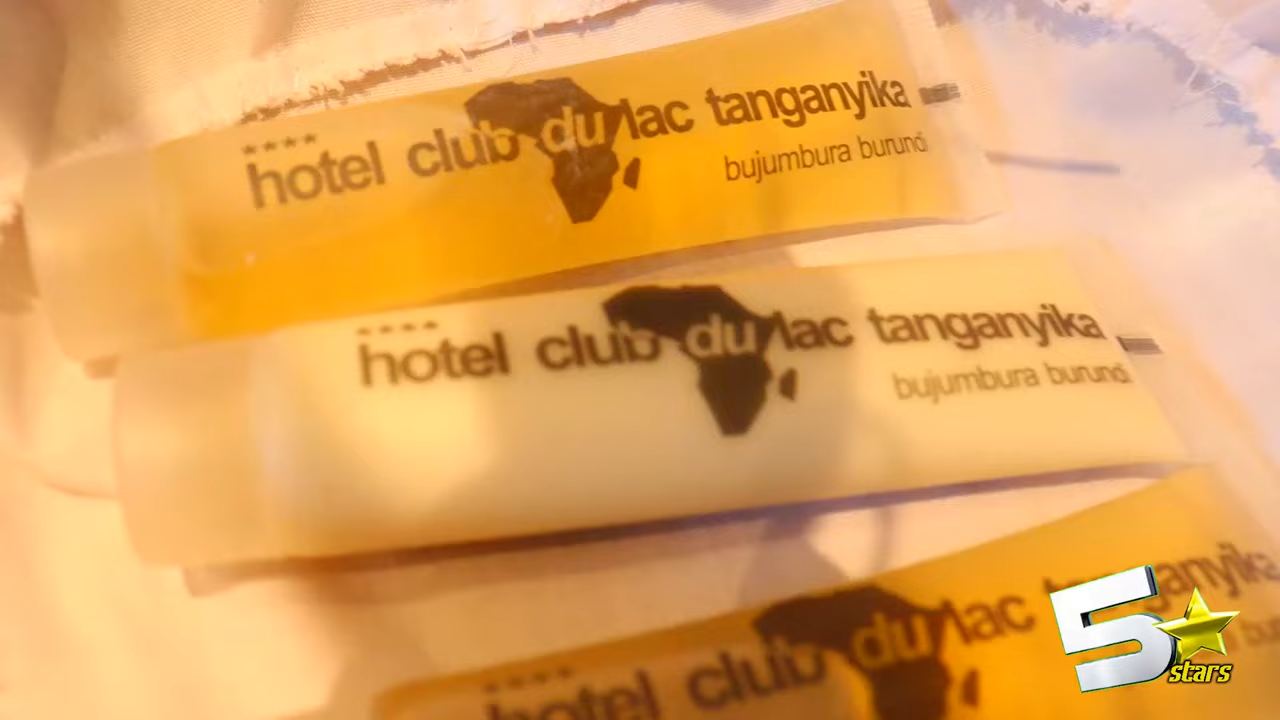 ****
hotel club du lac tanganyika
bujumbura burundi
****
hotel club du lac tanganyika
bujumbura burundi
****
hotel club du lac tanganyika
5
stars